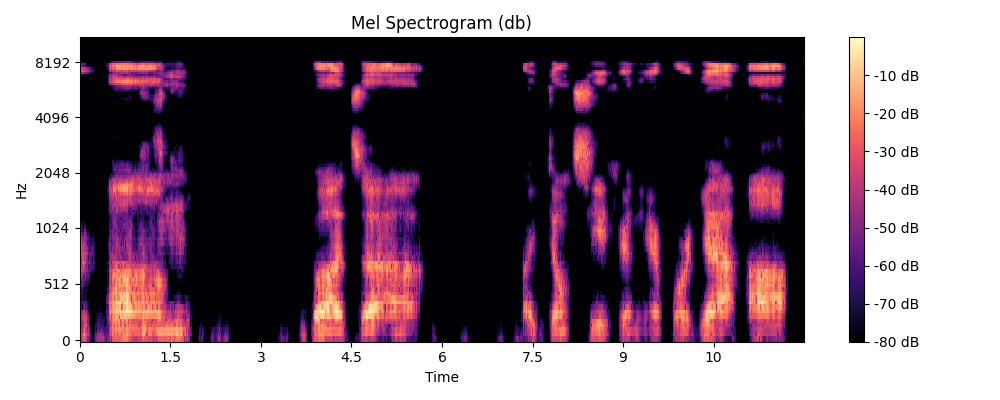 Mel Spectrogram (db)
8192
4096
2048
1024
512
0
Hz
0 1.5 3 4.5 6 7.5 9 10
Time
-10 dB
-20 dB
-30 dB
-40 dB
-50 dB
-60 dB
-70 dB
-80 dB